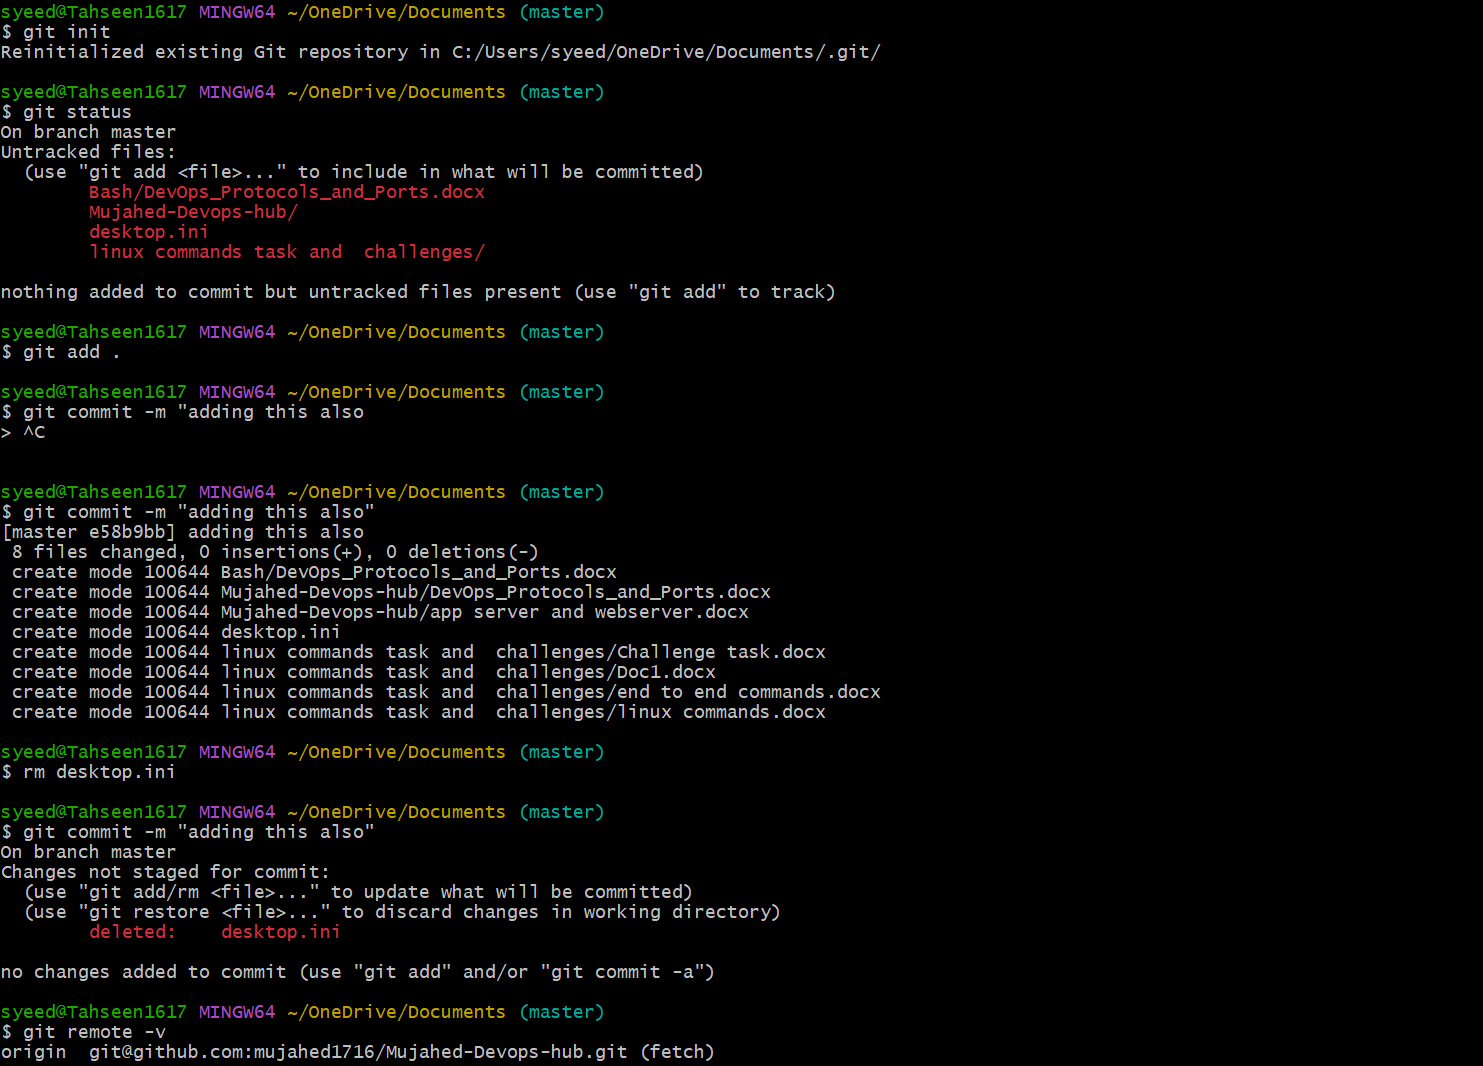 syeed@Tahseen1617 MINGW64 ~/OneDrive/Documents (master)
$ git init
Reinitialized existing Git repository in C:/Users/syeed/OneDrive/Documents/.git/

syeed@Tahseen1617 MINGW64 ~/OneDrive/Documents (master)
$ git status
On branch master
Untracked files:
  (use "git add <file>..." to include in what will be committed)
        Bash/DevOps_Protocols_and_Ports.docx
        Mujahed-Devops-hub/
        desktop.ini
        linux commands task and  challenges/

nothing added to commit but untracked files present (use "git add" to track)

syeed@Tahseen1617 MINGW64 ~/OneDrive/Documents (master)
$ git add .

syeed@Tahseen1617 MINGW64 ~/OneDrive/Documents (master)
$ git commit -m "adding this also
> ^C

syeed@Tahseen1617 MINGW64 ~/OneDrive/Documents (master)
$ git commit -m "adding this also"
[master e58b9bb] adding this also
 8 files changed, 0 insertions(+), 0 deletions(-)
 create mode 100644 Bash/DevOps_Protocols_and_Ports.docx
 create mode 100644 Mujahed-Devops-hub/DevOps_Protocols_and_Ports.docx
 create mode 100644 Mujahed-Devops-hub/app server and webserver.docx
 create mode 100644 desktop.ini
 create mode 100644 linux commands task and  challenges/Challenge task.docx
 create mode 100644 linux commands task and  challenges/Doc1.docx
 create mode 100644 linux commands task and  challenges/end to end commands.docx
 create mode 100644 linux commands task and  challenges/linux commands.docx

syeed@Tahseen1617 MINGW64 ~/OneDrive/Documents (master)
$ rm desktop.ini

syeed@Tahseen1617 MINGW64 ~/OneDrive/Documents (master)
$ git commit -m "adding this also"
On branch master
Changes not staged for commit:
  (use "git add/rm <file>..." to update what will be committed)
  (use "git restore <file>..." to discard changes in working directory)
        deleted:    desktop.ini

no changes added to commit (use "git add" and/or "git commit -a")

syeed@Tahseen1617 MINGW64 ~/OneDrive/Documents (master)
$ git remote -v
origin  git@github.com:mujahed1716/Mujahed-Devops-hub.git (fetch)